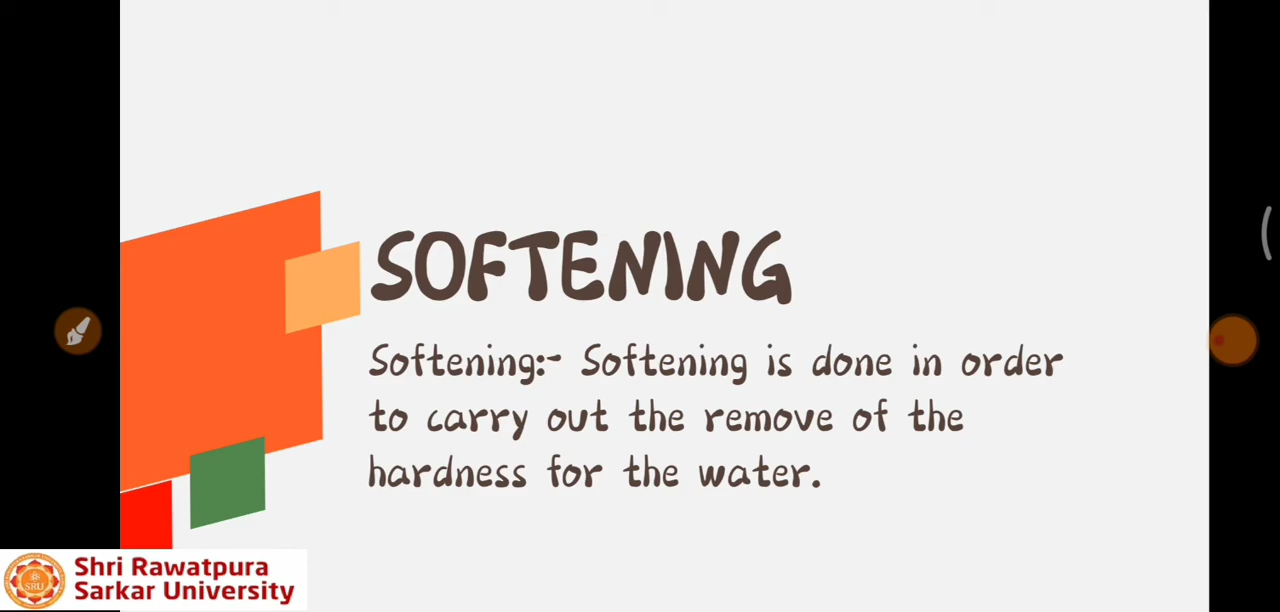 SOFTENING
Softening:- Softening is done in order
to carry out the remove of the
hardness for the water.
SRU
Shri Rawatpura
Sarkar University